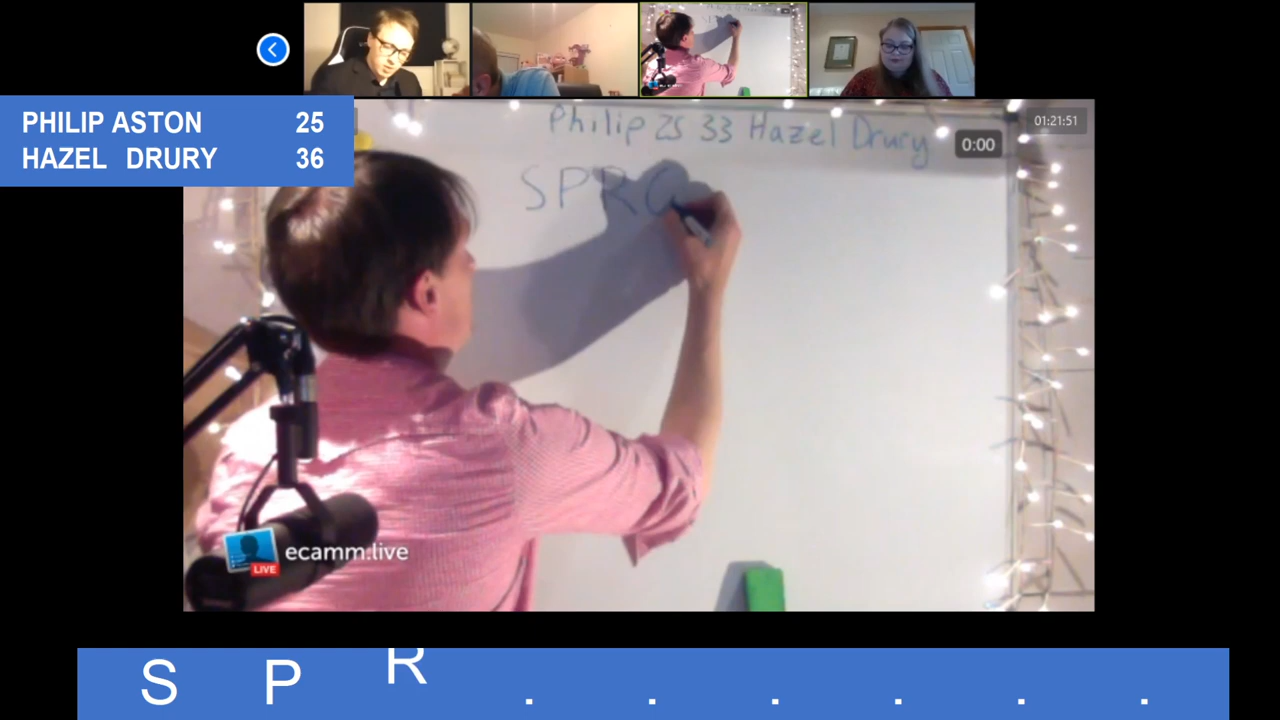 PHILIP ASTON 25
HAZEL DRURY 36
Philip 25 33 Hazel Drury
01:21:51
0:00
SPRO
LIVE
ecamm.live
S P R . . . . . .